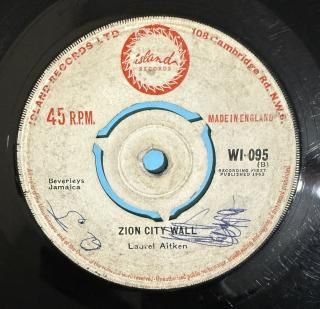 ISLAND RECORDS LTD 108 Cambridge Rd. N.W.6.
island
RECORDS
45 R.P.M.
MADE IN ENGLAND
WI-095
(B)
RECORDING FIRST
PUBLISHED 1963
Beverleys
Jamaica
ZION CITY WALL
Laurel Aitken